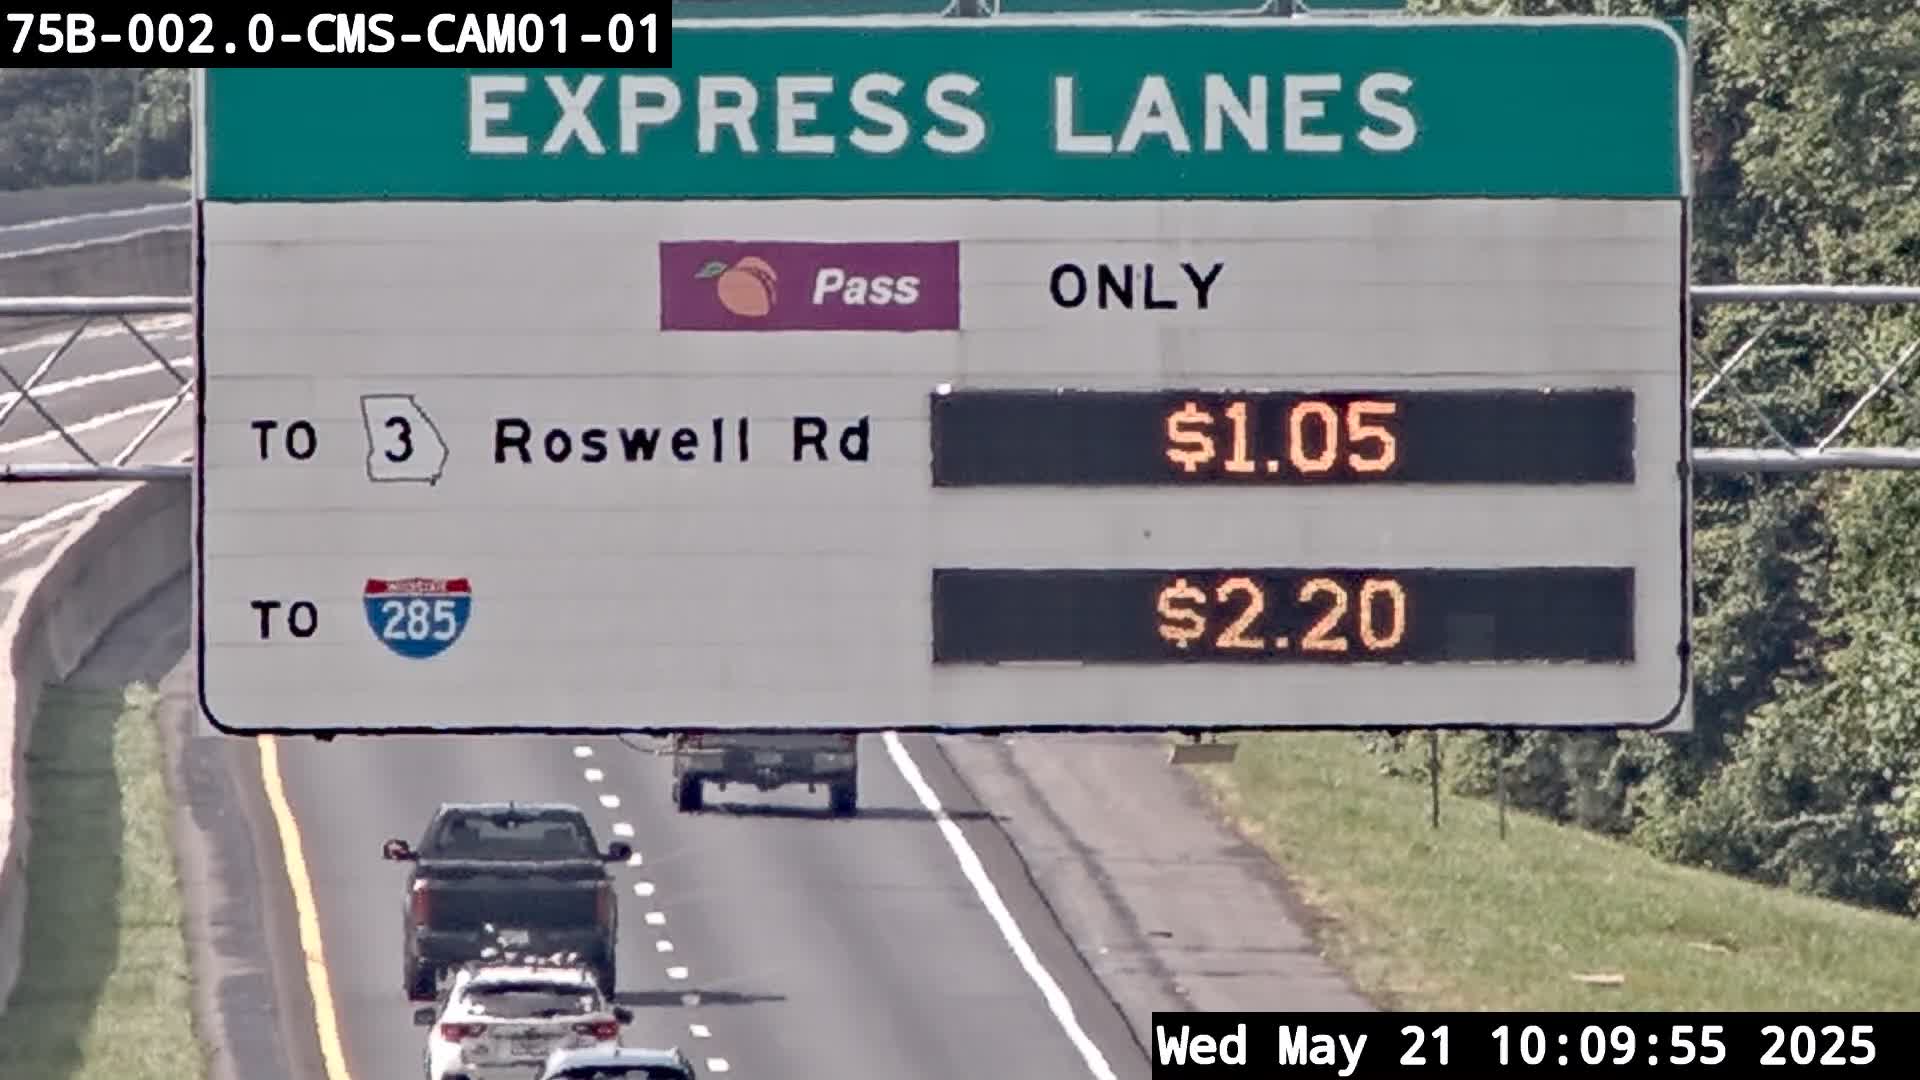 75B-002.0-CMS-CAM01-01
EXPRESS LANES
Pass ONLY
TO 3 Roswell Rd $1.05
INTERSTATE
TO 285 $2.20
Wed May 21 10:09:55 2025